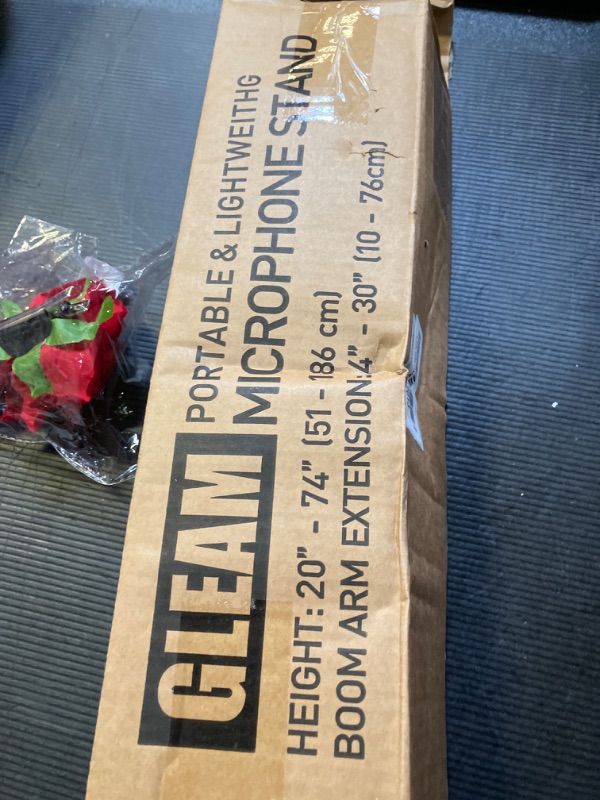 GLEAM
PORTABLE & LIGHTWEITHG
MICROPHONE STAND
HEIGHT: 20" - 74" (51 - 186 cm)
BOOM ARM EXTENSION:4" - 30" (10 - 76cm)